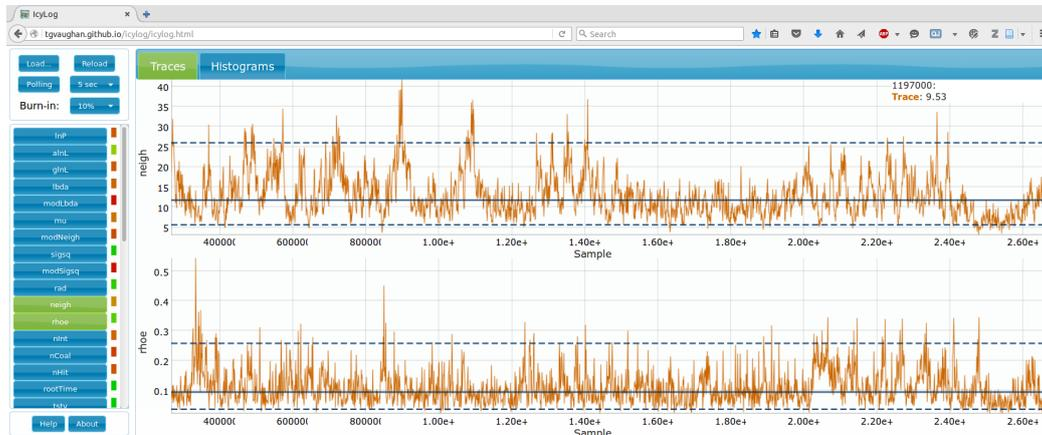 IcyLog
tgvaughan.github.io/icylog/icylog.html
Search
ABP
Load...
Reload
Polling
5 sec
Burn-in:
10%
lnP
alnL
glnL
lbda
modLbda
mu
modNeigh
sigsq
modSigsq
rad
neigh
rhoe
nInt
nCoal
nHit
rootTime
tsty
Help
About
Traces
Histograms
1197000:
Trace: 9.53
neigh
40
35
30
25
20
15
10
5
40000(
60000(
80000(
1.00e+
1.20e+
1.40e+
1.60e+
1.80e+
2.00e+
2.20e+
2.40e+
2.60e+
Sample
rhoe
0.5
0.4
0.3
0.2
0.1
40000(
60000(
80000(
1.00e+
1.20e+
1.40e+
1.60e+
1.80e+
2.00e+
2.20e+
2.40e+
2.60e+
Sample